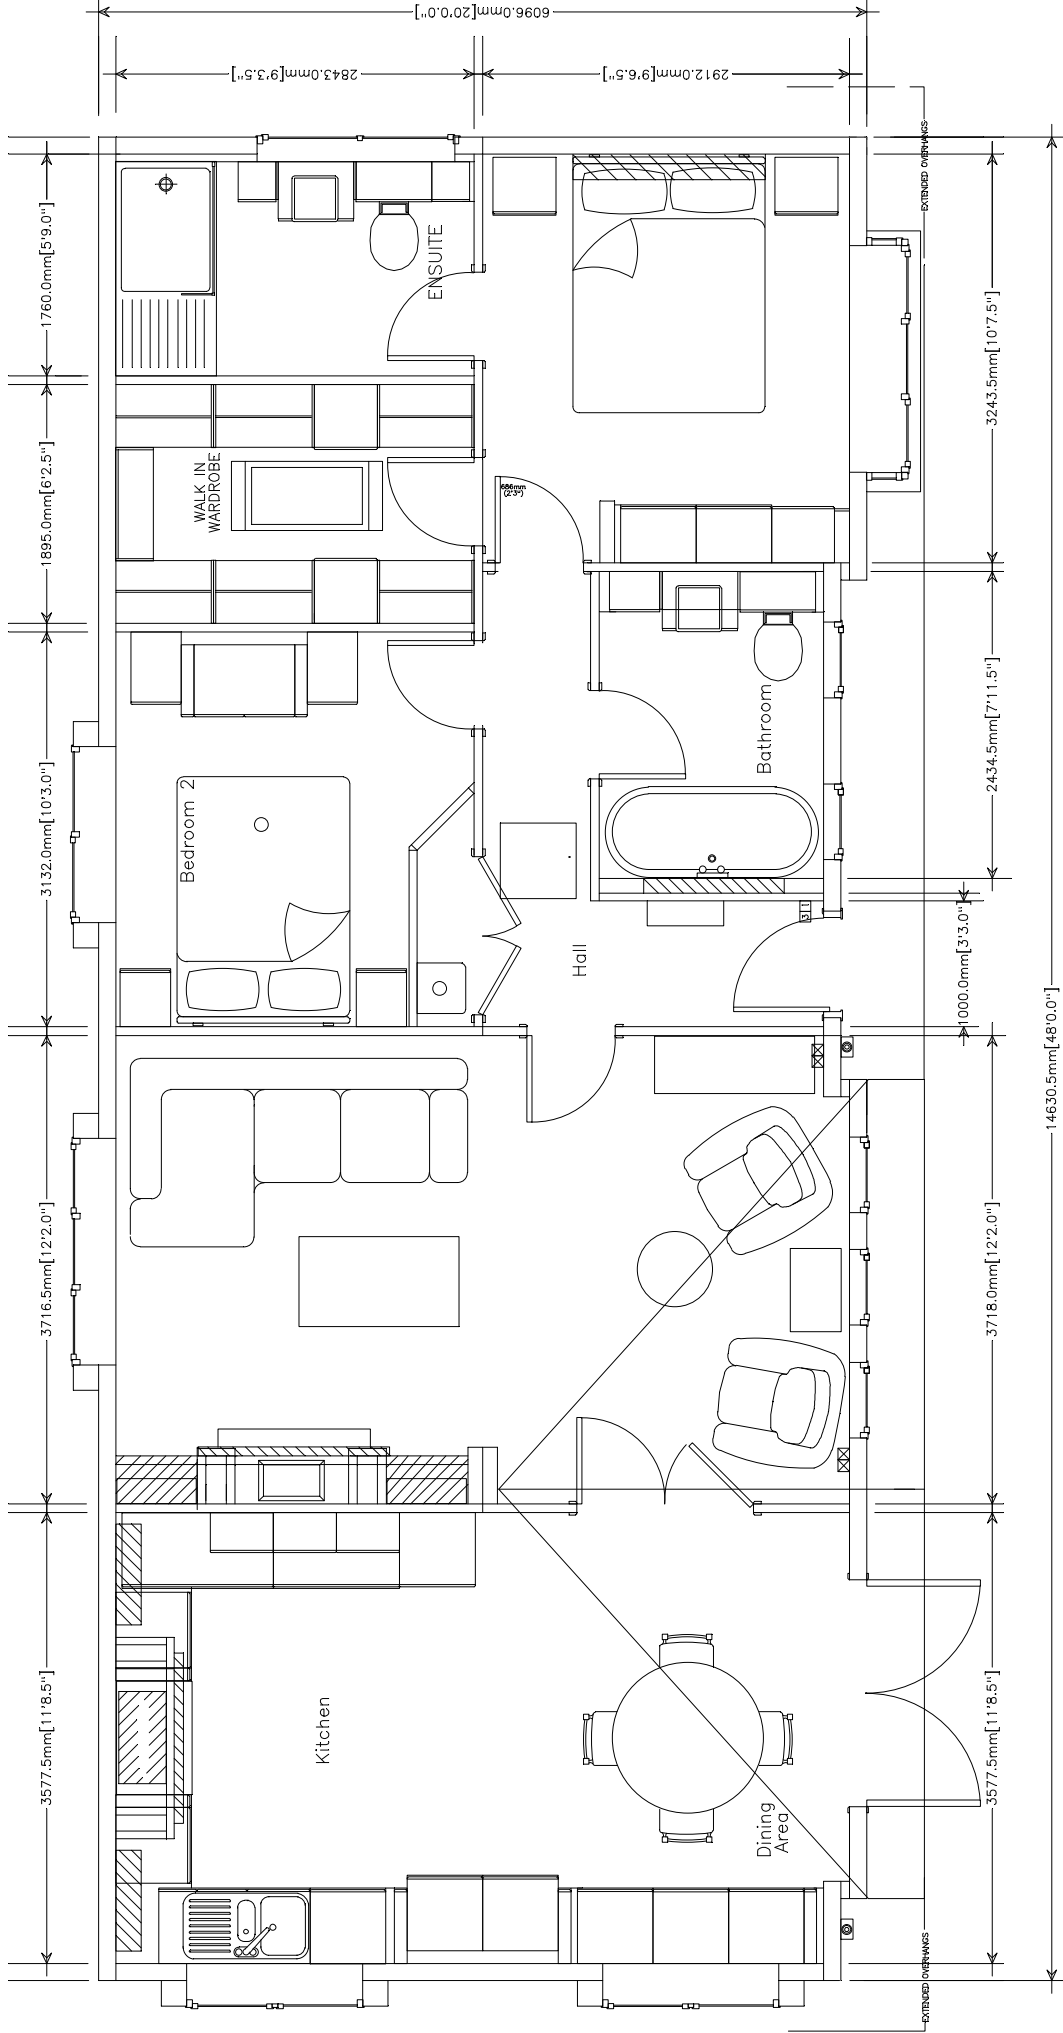 6096.0mm[20'0.0"]
2843.0mm[9'3.5"]
2912.0mm[9'6.5"]
EXTENDED OVERHANGS
1760.0mm[5'9.0"]
ENSUITE
3243.5mm[10'7.5"]
1895.0mm[6'2.5"]
WALK IN
WARDROBE
686mm
(2'3")
3132.0mm[10'3.0"]
Bedroom 2
Bathroom
2434.5mm[7'11.5"]
Hall
1000.0mm[3'3.0"]
14630.5mm[48'0.0"]
3716.5mm[12'2.0"]
3718.0mm[12'2.0"]
3577.5mm[11'8.5"]
Kitchen
Dining
Area
3577.5mm[11'8.5"]
EXTENDED OVERHANGS